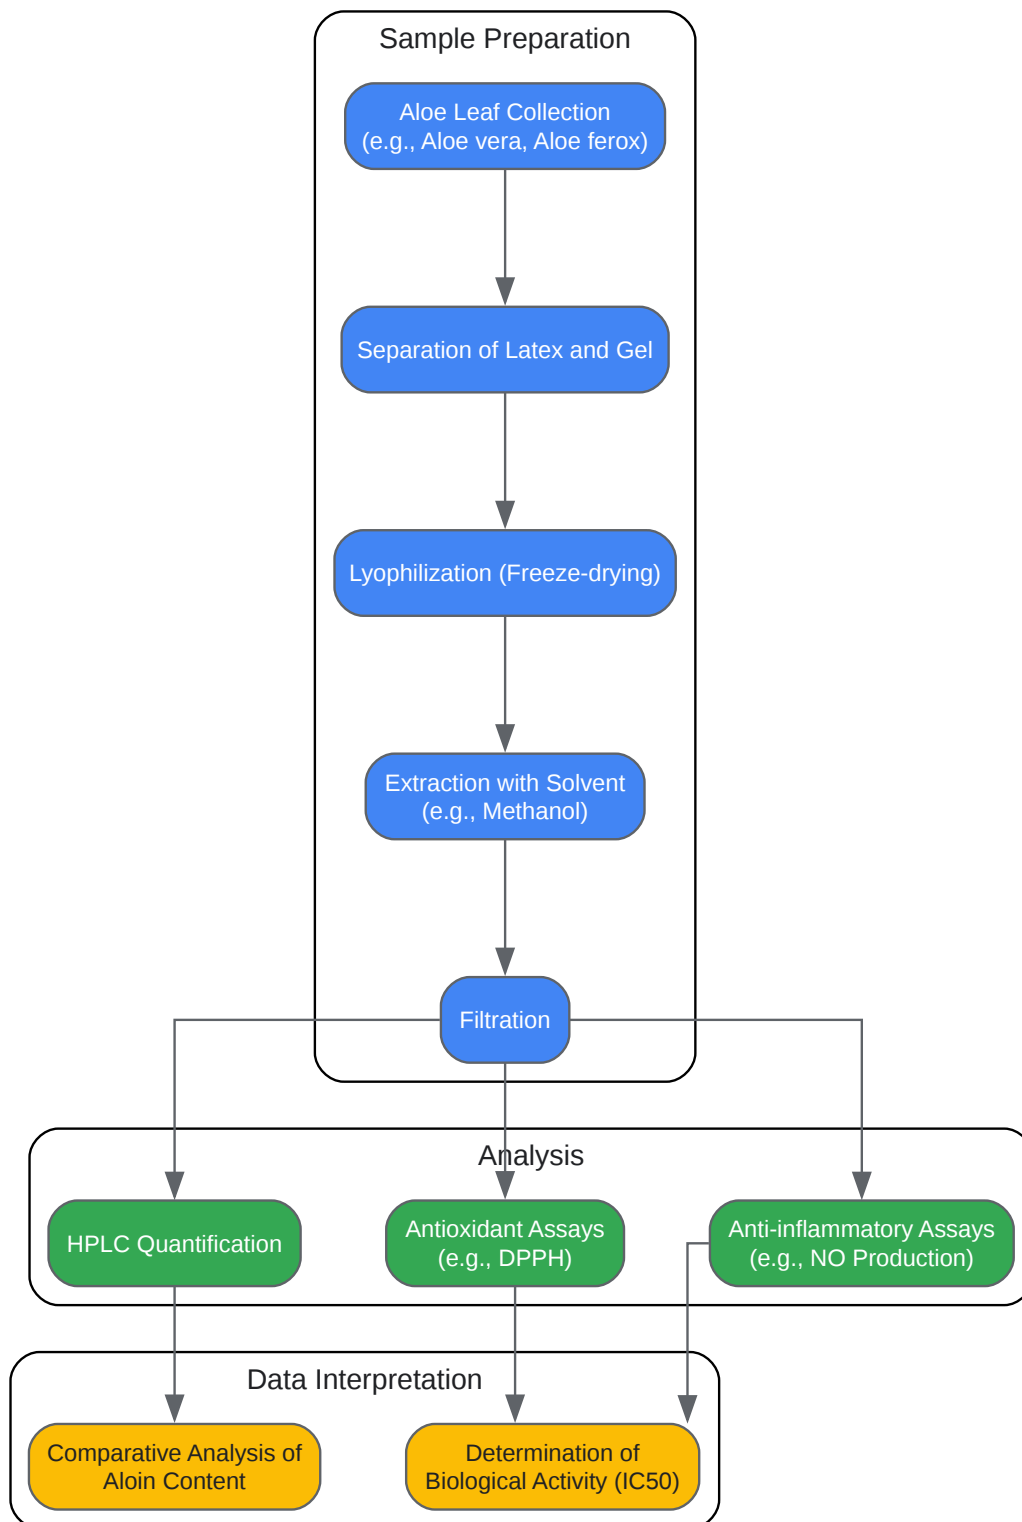 Sample Preparation
Aloe Leaf Collection
(e.g., Aloe vera, Aloe ferox)
Separation of Latex and Gel
Lyophilization (Freeze-drying)
Extraction with Solvent
(e.g., Methanol)
Filtration
Analysis
HPLC Quantification
Antioxidant Assays
(e.g., DPPH)
Anti-inflammatory Assays
(e.g., NO Production)
Data Interpretation
Comparative Analysis of
Aloin Content
Determination of
Biological Activity (IC50)